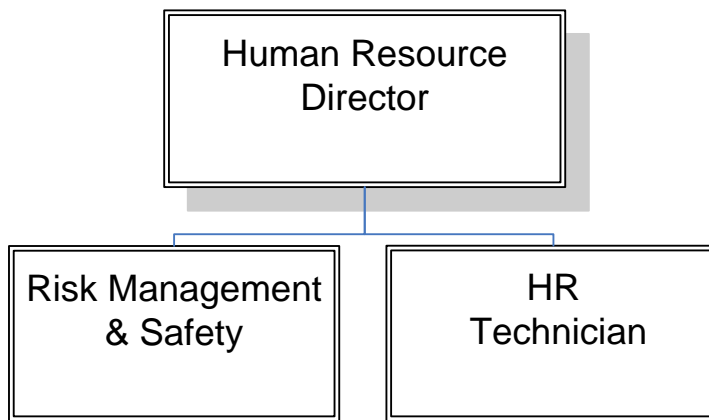 Human Resource
Director
Risk Management
& Safety
HR
Technician